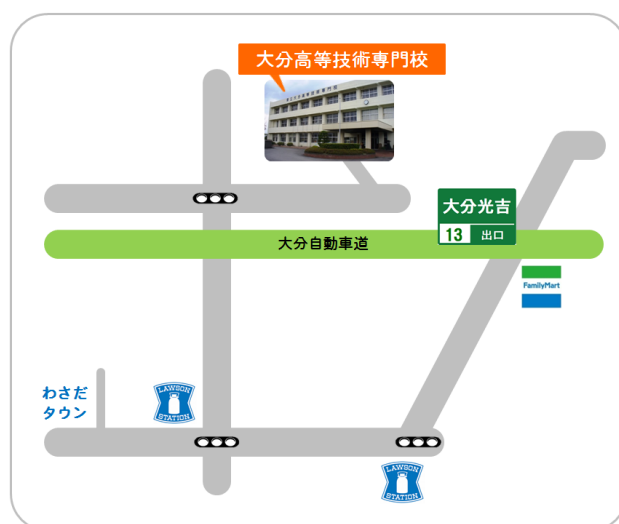 大分高等技術専門校
大分光吉
13 出口
大分自動車道
FamilyMart
わさだ
タウン
LAWSON
STATION
LAWSON
STATION